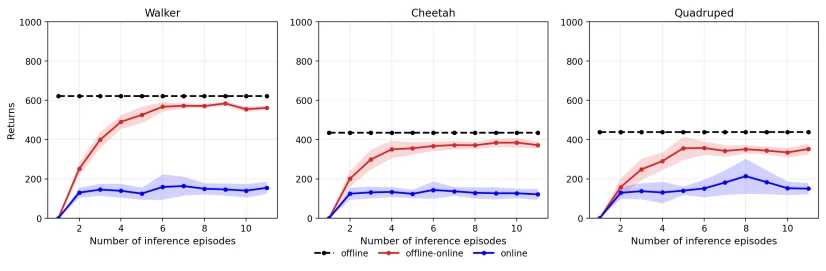 Walker
Cheetah
Quadruped
1000
800
600
400
200
0
1000
800
600
400
200
0
1000
800
600
400
200
0
Returns
2 4 6 8 10
2 4 6 8 10
2 4 6 8 10
Number of inference episodes
Number of inference episodes
Number of inference episodes
offline offline-online online